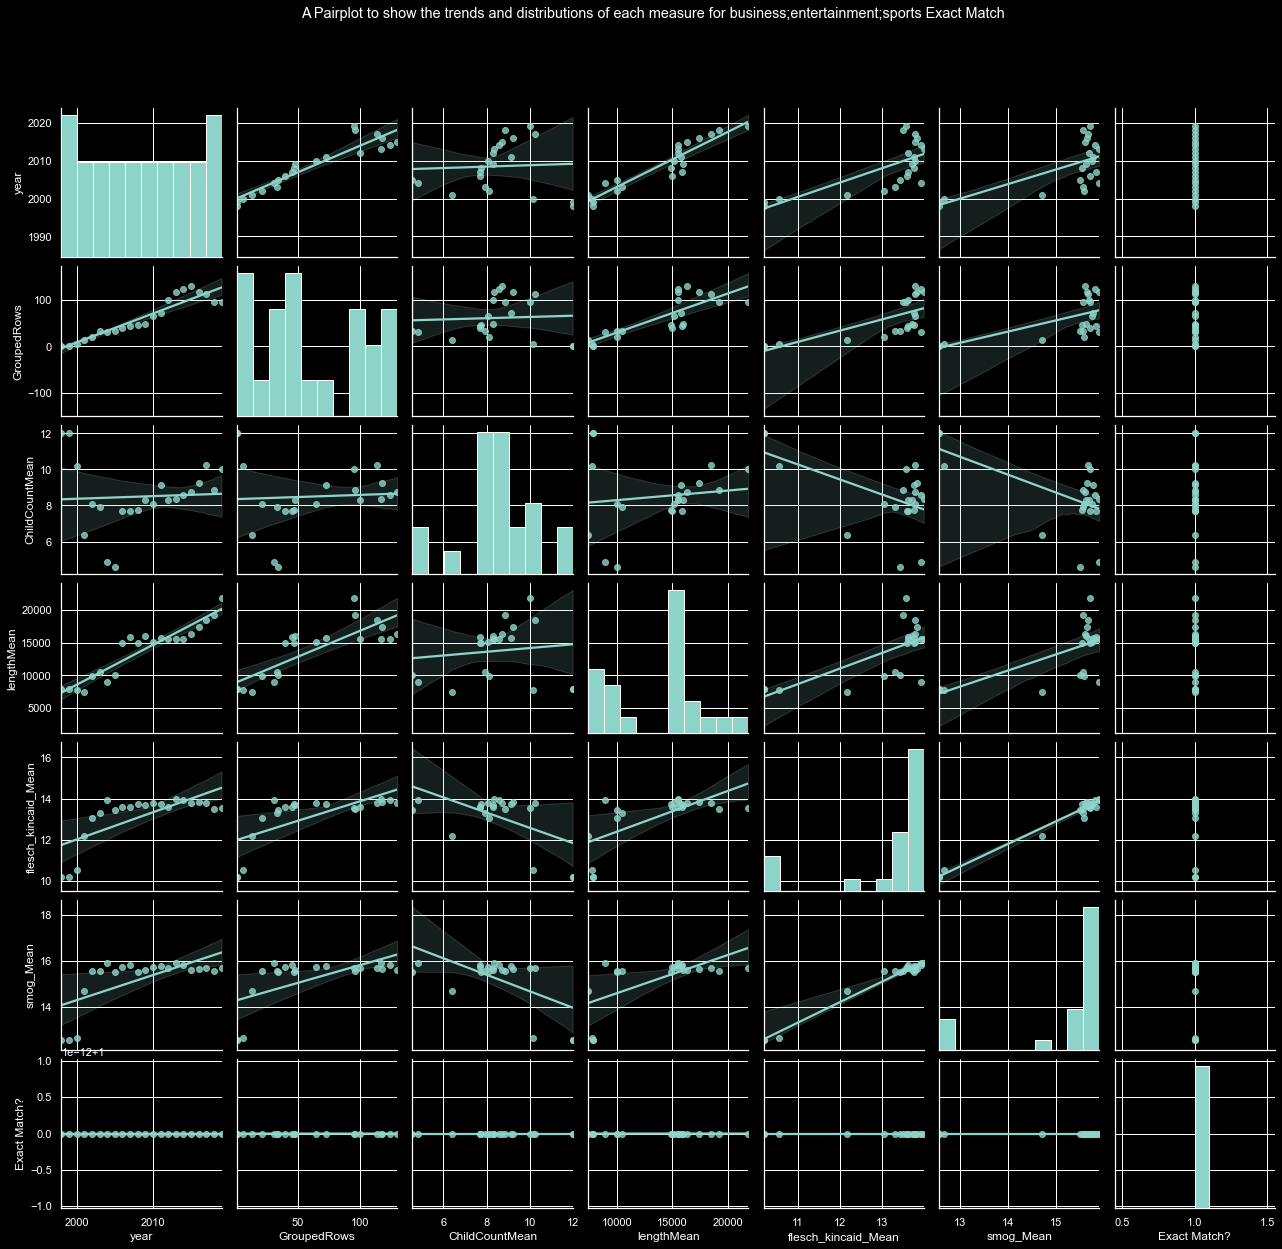 A Pairplot to show the trends and distributions of each measure for business;entertainment;sports Exact Match
2020
2010
2000
1990
year
100
0
−100
GroupedRows
12
10
8
6
ChildCountMean
20000
15000
10000
5000
lengthMean
16
14
12
10
flesch_kincaid_Mean
18
16
14
smog_Mean
1e−12+1
1.0
0.5
0.0
−0.5
−1.0
Exact Match?
2000 2010 50 100 6 8 10 12 10000 15000 20000 11 12 13 13 14 15 0.5 1.0 1.5
year GroupedRows ChildCountMean lengthMean flesch_kincaid_Mean smog_Mean Exact Match?